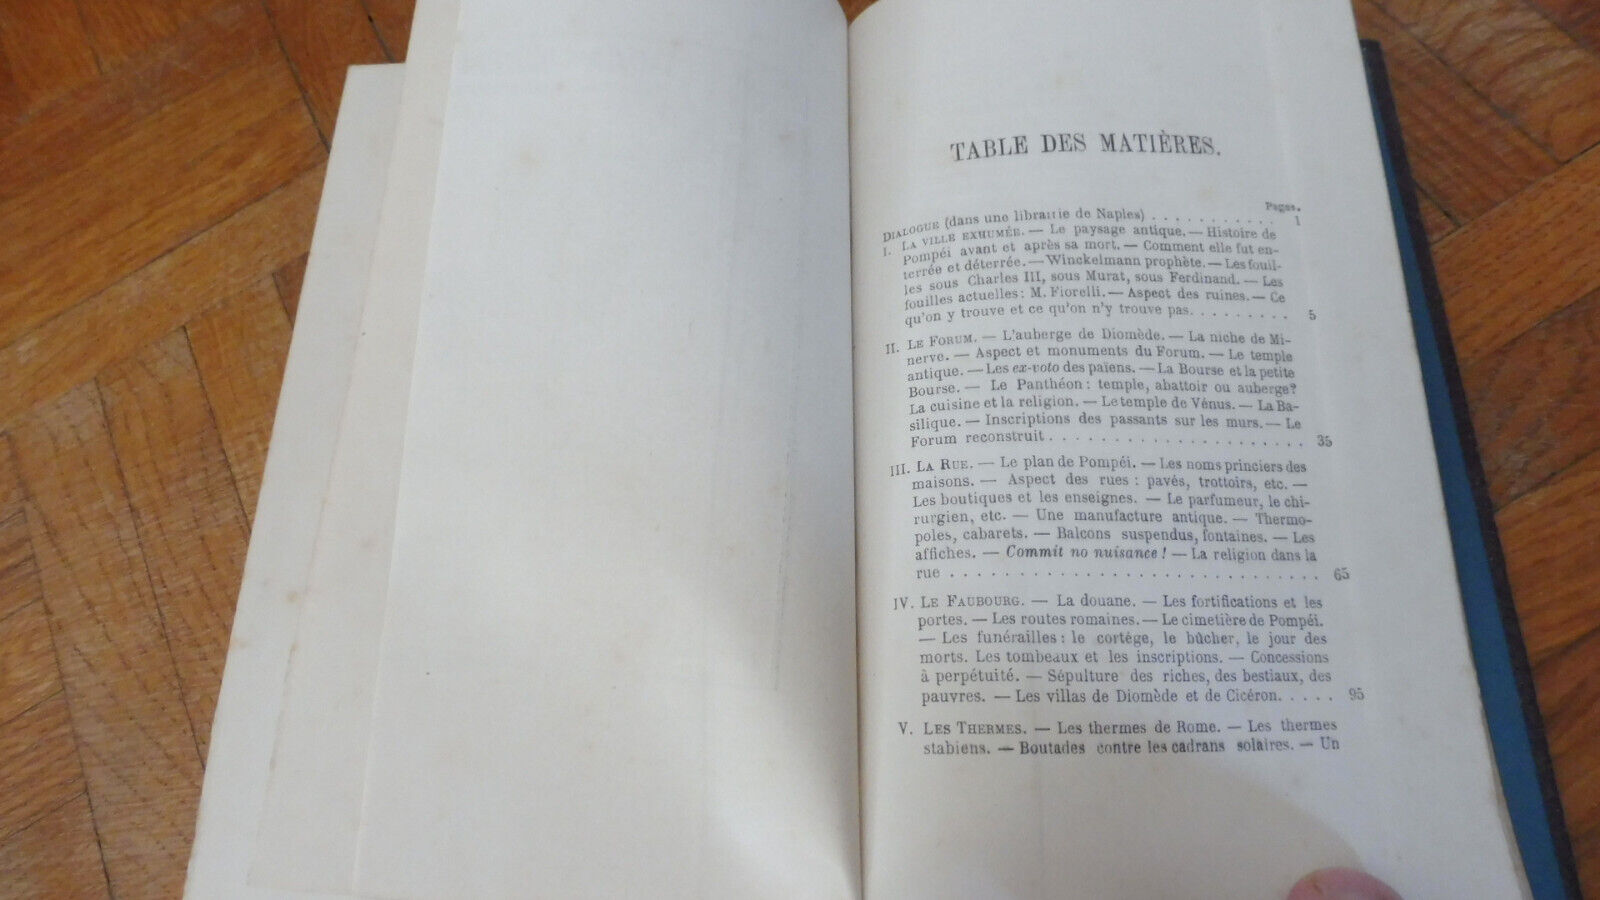 TABLE DES MATIÈRES.
Pages.
DIALOGUE (dans une librairie de Naples) . . . . . . . . . . . 1
I. LA VILLE EXHUMÉE. — Le paysage antique. — Histoire de
Pompéi avant et après sa mort. — Comment elle fut en-
terrée et déterrée. — Winckelmann prophète. — Les fouil-
les sous Charles III, sous Murat, sous Ferdinand. — Les
fouilles actuelles : M. Fiorelli. — Aspect des ruines. — Ce
qu'on y trouve et ce qu'on n'y trouve pas. . . . . . . . . 5
II. LE FORUM. — L'auberge de Diomède. — La niche de Mi-
nerve. — Aspect et monuments du Forum. — Le temple
antique. — Les ex-voto des païens. — La Bourse et la petite
Bourse. — Le Panthéon : temple, abattoir ou auberge?
La cuisine et la religion. — Le temple de Vénus. — La Ba-
silique. — Inscriptions des passants sur les murs. — Le
Forum reconstruit . . . . . . . . . . . . . . . . . . . . 35
III. LA RUE. — Le plan de Pompéi. — Les noms princiers des
maisons. — Aspect des rues : pavés, trottoirs, etc. —
Les boutiques et les enseignes. — Le parfumeur, le chi-
rurgien, etc. — Une manufacture antique. — Thermo-
poles, cabarets. — Balcons suspendus, fontaines. — Les
affiches. — Commit no nuisance ! — La religion dans la
rue . . . . . . . . . . . . . . . . . . . . . . . . . . . . 65
IV. LE FAUBOURG. — La douane. — Les fortifications et les
portes. — Les routes romaines. — Le cimetière de Pompéi.
— Les funérailles : le cortége, le bûcher, le jour des
morts. Les tombeaux et les inscriptions. — Concessions
à perpétuité. — Sépulture des riches, des bestiaux, des
pauvres. — Les villas de Diomède et de Cicéron. . . . . 95
V. LES THERMES. — Les thermes de Rome. — Les thermes
stabiens. — Boutades contre les cadrans solaires. — Un